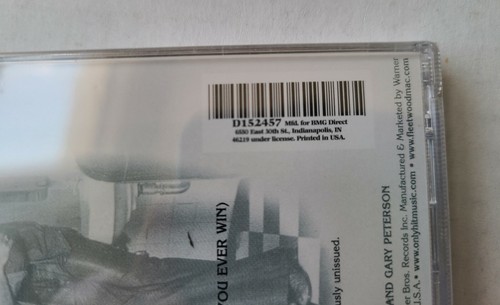 D152457 Mfd. for BMG Direct
6550 East 30th St., Indianapolis, IN
46219 under license. Printed in USA.
YOU EVER WIN)
usly unissued.
AND GARY PETERSON
er Bros. Records Inc. Manufactured & Marketed by Warner
U.S.A. • www.onlyhitmusic.com • www.fleetwoodmac.com